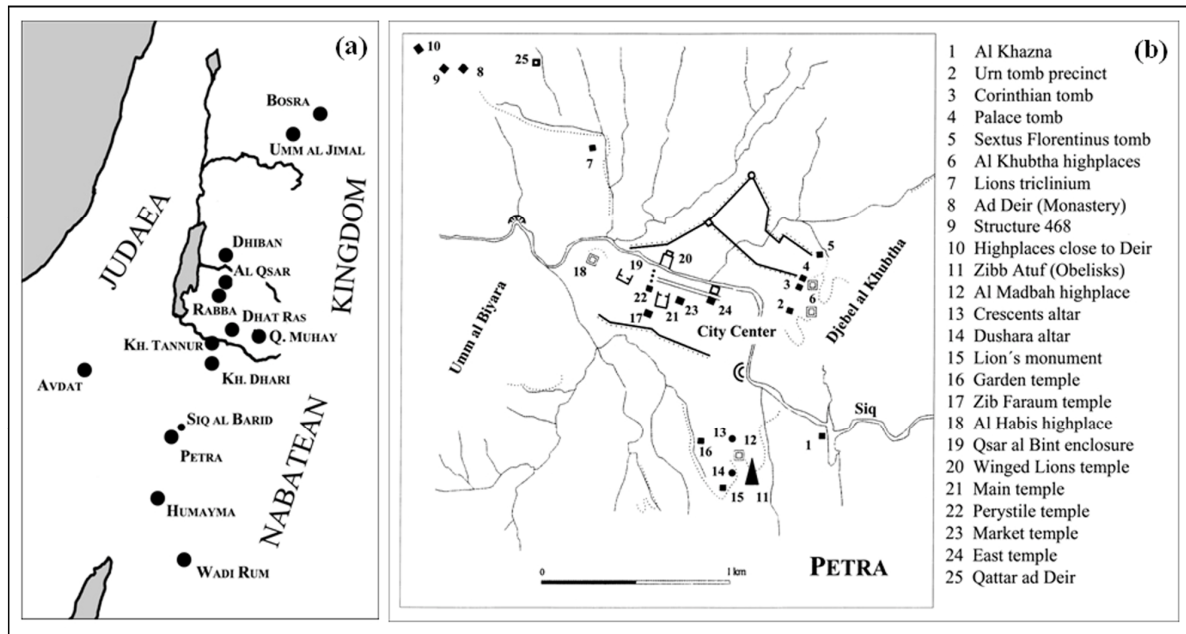 (a)
BOSRA
UMM AL JIMAL
JUDAEA
KINGDOM
DHIBAN
AL QSAR
RABBA
DHAT RAS
Q. MUHAY
KH. TANNUR
KH. DHARI
AVDAT
SIQ AL BARID
PETRA
NABATEAN
HUMAYMA
WADI RUM
(b)
10
9
8
25
7
5
4
3
6
2
18
19
20
22
21
23
24
17
City Center
Umm al Biyara
Djebel al Khubtha
Siq
1
13
12
16
14
15
11
0
1 km
PETRA
1 Al Khazna
2 Urn tomb precinct
3 Corinthian tomb
4 Palace tomb
5 Sextus Florentinus tomb
6 Al Khubtha highplaces
7 Lions triclinium
8 Ad Deir (Monastery)
9 Structure 468
10 Highplaces close to Deir
11 Zibb Atuf (Obelisks)
12 Al Madbah highplace
13 Crescents altar
14 Dushara altar
15 Lion´s monument
16 Garden temple
17 Zib Faraum temple
18 Al Habis highplace
19 Qsar al Bint enclosure
20 Winged Lions temple
21 Main temple
22 Perystile temple
23 Market temple
24 East temple
25 Qattar ad Deir